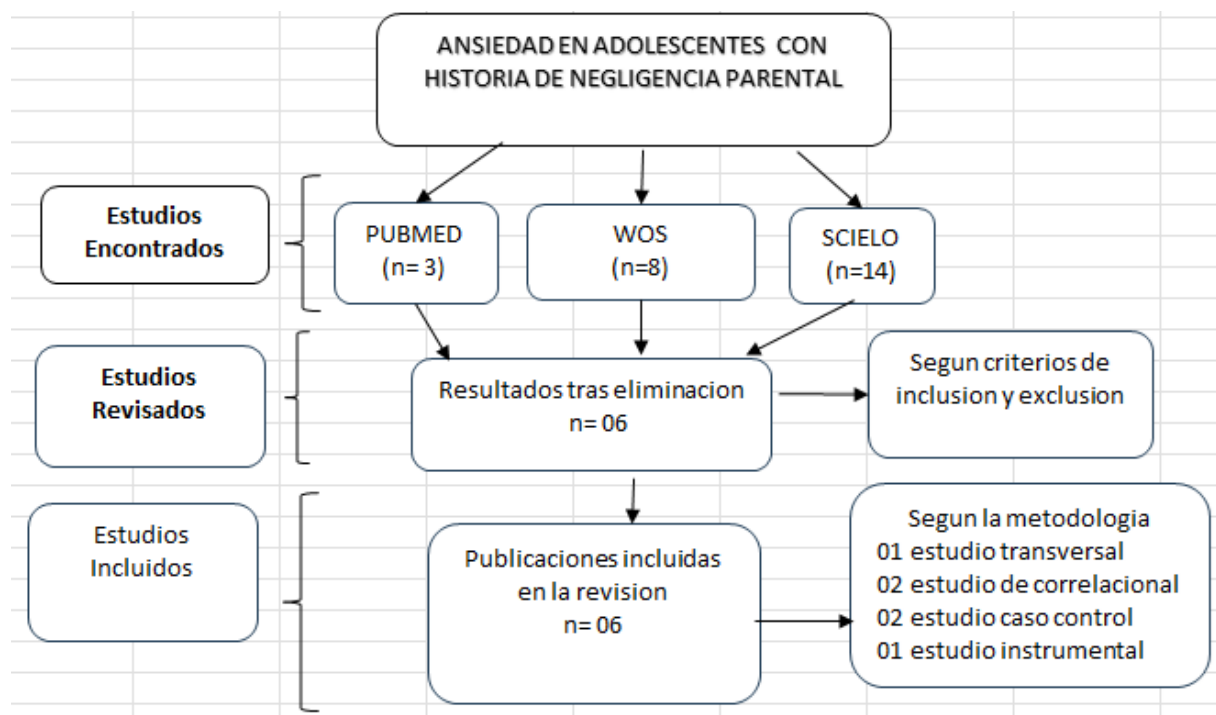 ANSIEDAD EN ADOLESCENTES CON
HISTORIA DE NEGLIGENCIA PARENTAL
Estudios
Encontrados
PUBMED
(n= 3)
WOS
(n=8)
SCIELO
(n=14)
Estudios
Revisados
Resultados tras eliminacion
n= 06
Segun criterios de
inclusion y exclusion
Estudios
Incluidos
Publicaciones incluidas
en la revision
n= 06
Segun la metodologia
01 estudio transversal
02 estudio de correlacional
02 estudio caso control
01 estudio instrumental